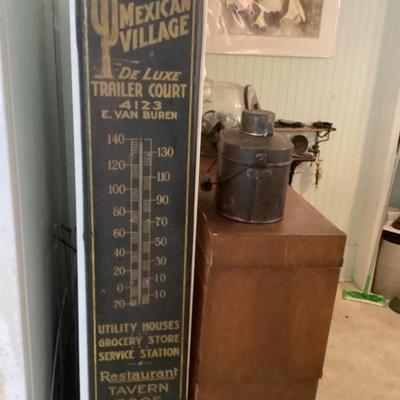 MEXICAN
VILLAGE
DE LUXE
TRAILER COURT
4123
E. VAN BUREN
140
130
120
110
100
90
80
70
60
50
40
30
20
10
0
10
20
UTILITY HOUSES
GROCERY STORE
SERVICE STATION
Restaurant
TAVERN